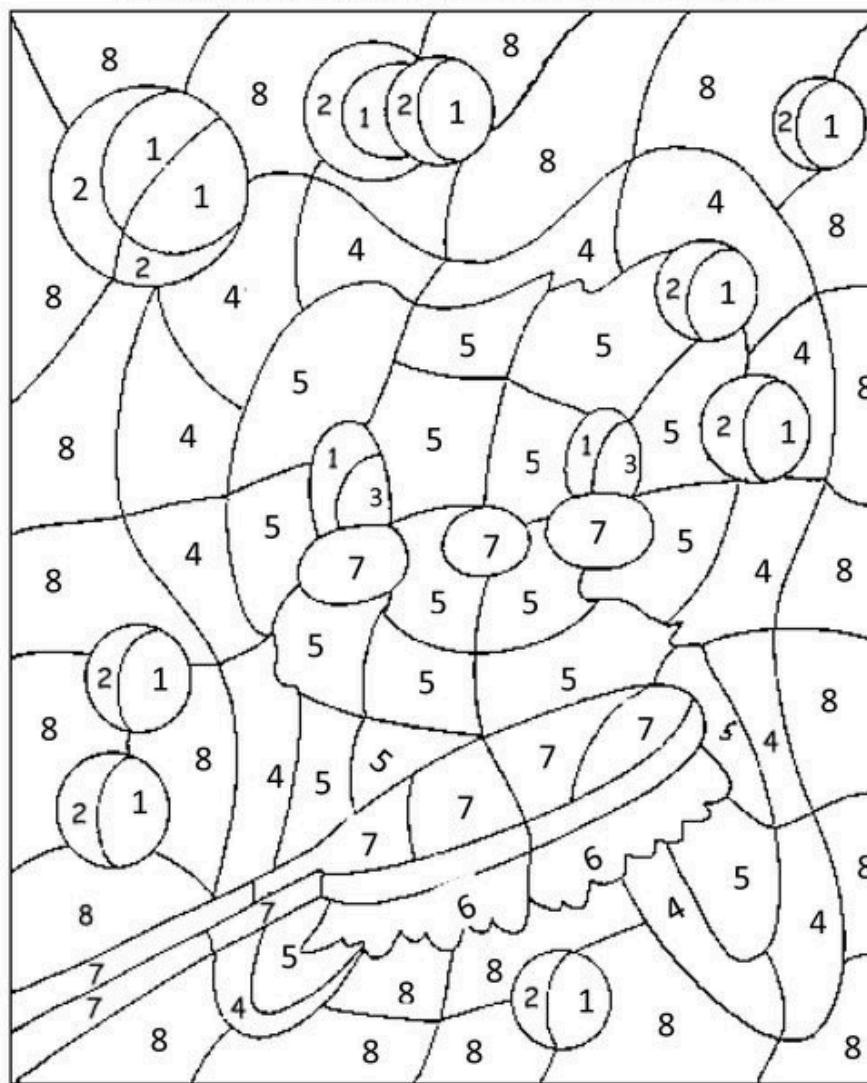 8 8
8 2 1 2 1 8 2 1
1 8
2 1 4 8
2 4 4 2 1
8 4 5 5 4
5 8
8 4 5 1 5 1 3 5 2 1
3
8 4 5 7 7 7 5 4 8
5 5
5 5 5
2 1 8
8 8 4 5 5 7 7 5 4
2 1 7 7
6 5 8
8 7 6 4 4
5 8
7 4 8 2 1 8
7 8 8 8 8